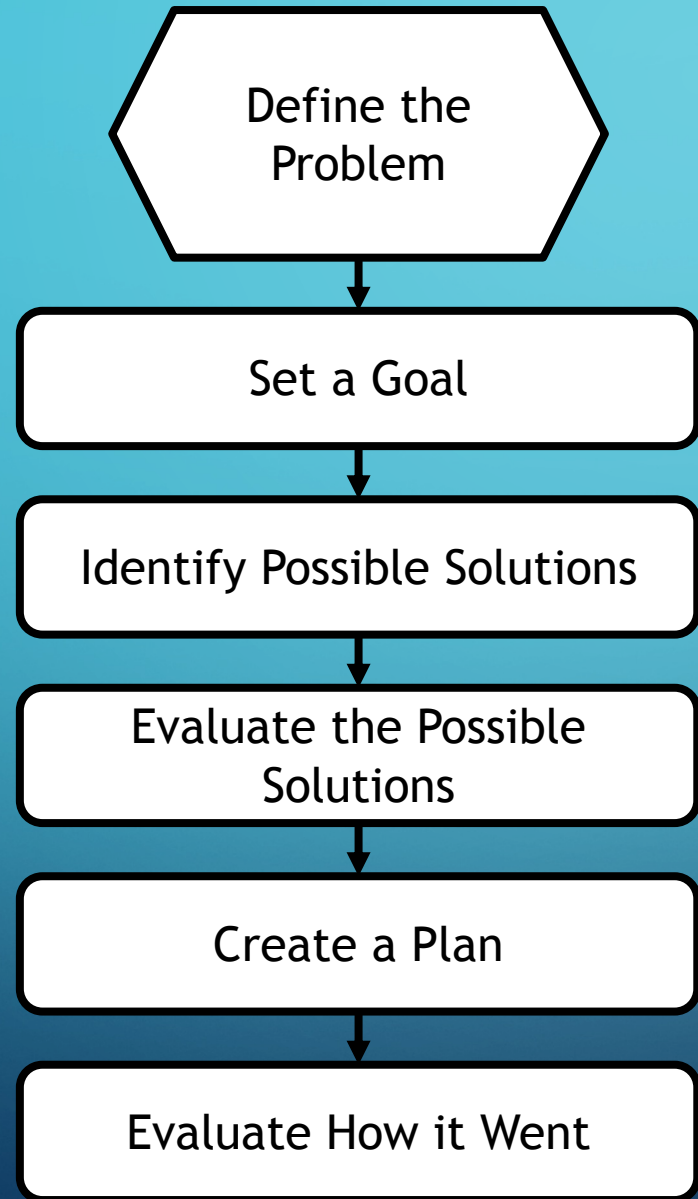 Define the
Problem
Set a Goal
Identify Possible Solutions
Evaluate the Possible
Solutions
Create a Plan
Evaluate How it Went